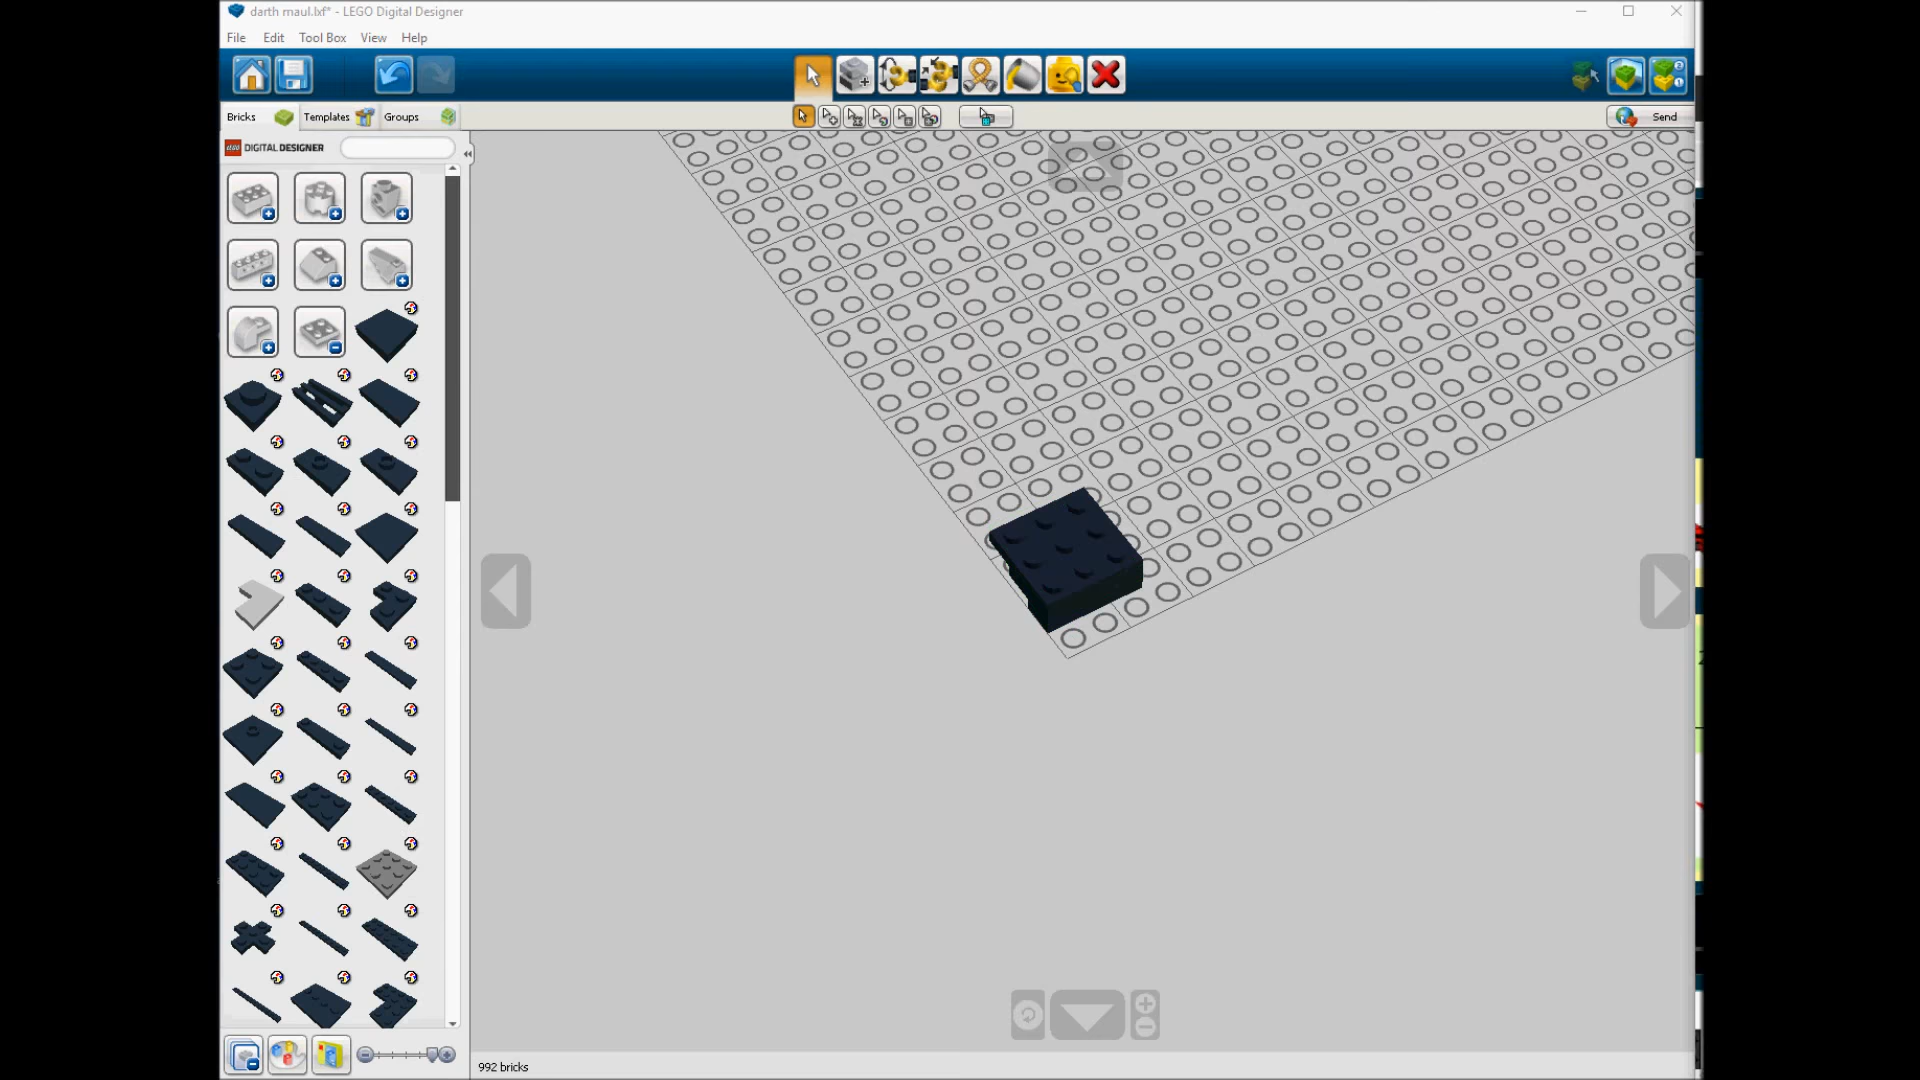 darth maul.lxf* - LEGO Digital Designer
File Edit Tool Box View Help
Bricks Templates Groups
Send
LEGO DIGITAL DESIGNER
992 bricks